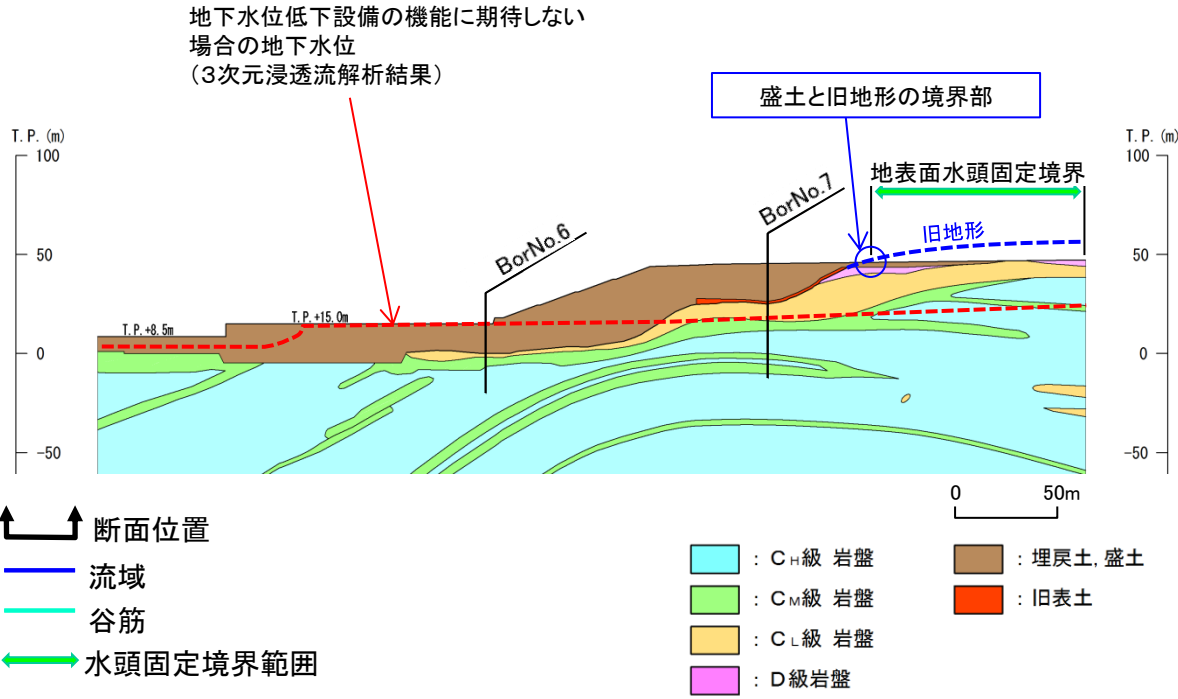 地下水位低下設備の機能に期待しない
場合の地下水位
（３次元浸透流解析結果）
盛土と旧地形の境界部
T.P.(m)
T.P.(m)
100
100
地表面水頭固定境界
BorNo.7
BorNo.6
旧地形
50
50
T.P.+15.0m
T.P.+8.5m
0
0
-50
-50
0
50m
断面位置
流域
谷筋
水頭固定境界範囲
：CH級 岩盤
：CM級 岩盤
：CL級 岩盤
：D級岩盤
：埋戻土, 盛土
：旧表土